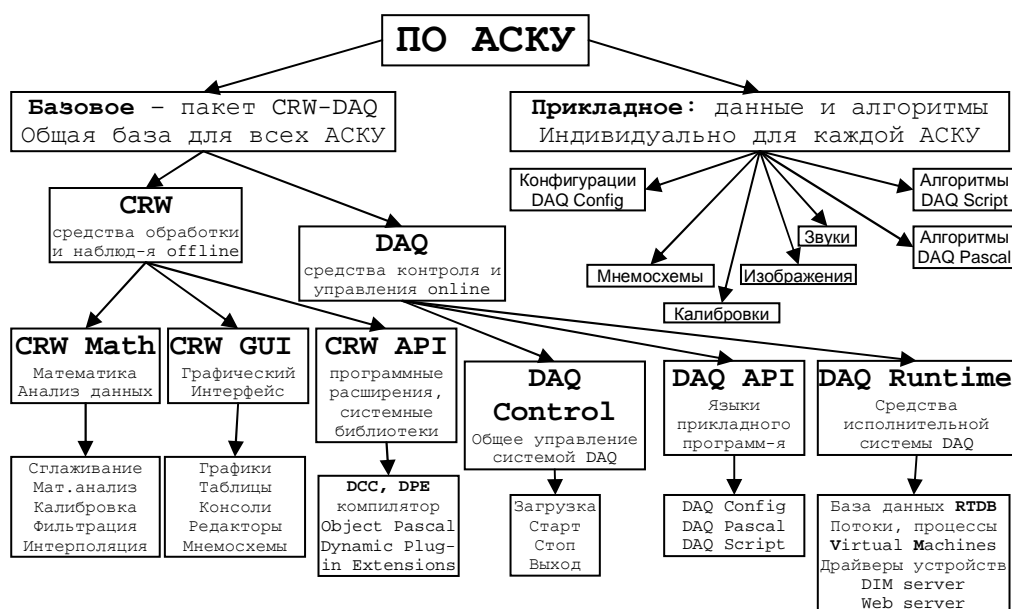 ПО АСКУ
Базовое – пакет CRW-DAQ
Общая база для всех АСКУ
Прикладное: данные и алгоритмы
Индивидуально для каждой АСКУ
CRW
средства обработки
и наблюд-я offline
DAQ
средства контроля и
управления online
Конфигурации
DAQ Config
Мнемосхемы
Калибровки
Изображения
Звуки
Алгоритмы
DAQ Script
Алгоритмы
DAQ Pascal
CRW Math
Математика
Анализ данных
CRW GUI
Графический
Интерфейс
CRW API
программные
расширения,
системные
библиотеки
DAQ
Control
Общее управление
системой DAQ
DAQ API
Языки
прикладного
программ-я
DAQ Runtime
Средства
исполнительной
системы DAQ
Сглаживание
Мат.анализ
Калибровка
Фильтрация
Интерполяция
Графики
Таблицы
Консоли
Редакторы
Мнемосхемы
DCC, DPE
компилятор
Object Pascal
Dynamic Plug-
in Extensions
Загрузка
Старт
Стоп
Выход
DAQ Config
DAQ Pascal
DAQ Script
База данных RTDB
Потоки, процессы
Virtual Machines
Драйверы устройств
DIM server
Web server